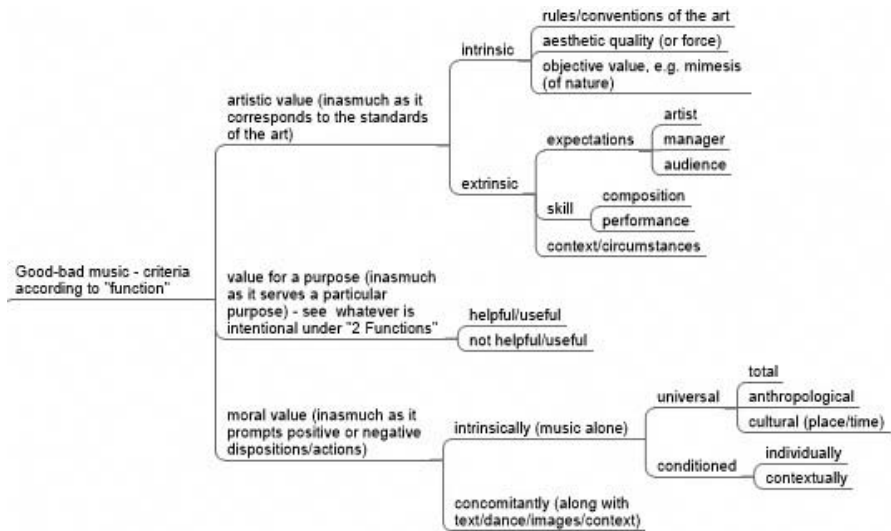 rules/conventions of the art
intrinsic
aesthetic quality (or force)
objective value, e.g. mimesis
(of nature)
artistic value (inasmuch as it
corresponds to the standards
of the art)
artist
expectations
manager
audience
extrinsic
composition
skill
performance
context/circumstances
Good-bad music - criteria
according to "function"
value for a purpose (inasmuch
as it serves a particular
purpose) - see  whatever is
intentional under "2 Functions"
helpful/useful
not helpful/useful
total
universal
anthropological
cultural (place/time)
moral value (inasmuch as it
prompts positive or negative
dispositions/actions)
intrinsically (music alone)
individually
conditioned
contextually
concomitantly (along with
text/dance/images/context)